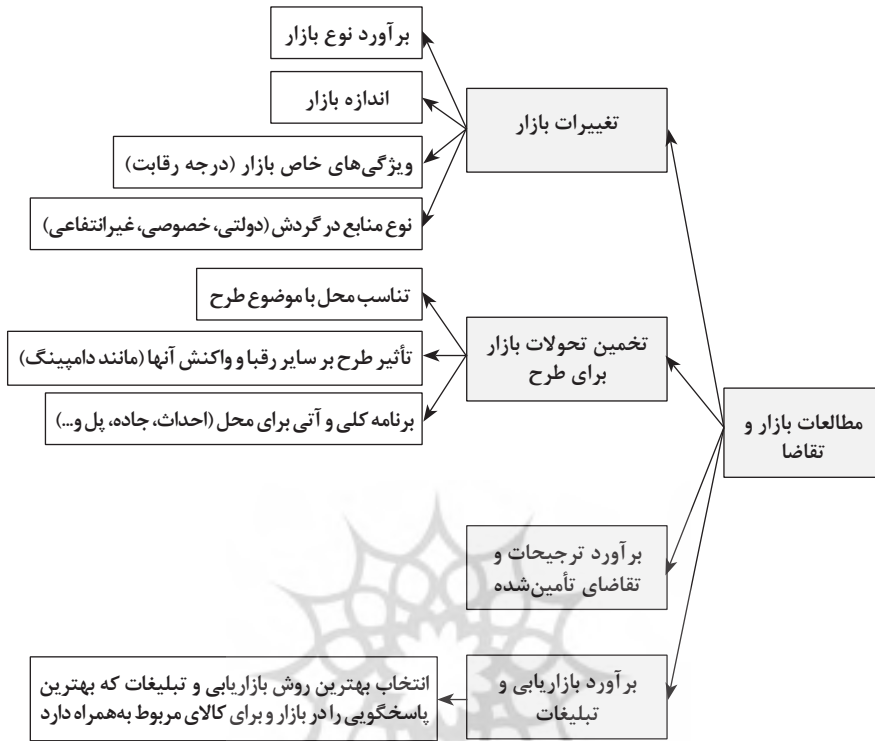 مطالعات بازار و
تقاضا
تغییرات بازار
برآورد نوع بازار
اندازه بازار
ویژگی‌های خاص بازار (درجه رقابت)
نوع منابع در گردش (دولتی، خصوصی، غیرانتفاعی)
تخمین تحولات بازار
برای طرح
تناسب محل با موضوع طرح
تأثیر طرح بر سایر رقبا و واکنش آنها (مانند دامپینگ)
برنامه کلی و آتی برای محل (احداث، جاده، پل و...)
برآورد ترجیحات و
تقاضای تأمین‌شده
برآورد بازاریابی و
تبلیغات
انتخاب بهترین روش بازاریابی و تبلیغات که بهترین
پاسخگویی را در بازار و برای کالای مربوط به‌همراه دارد